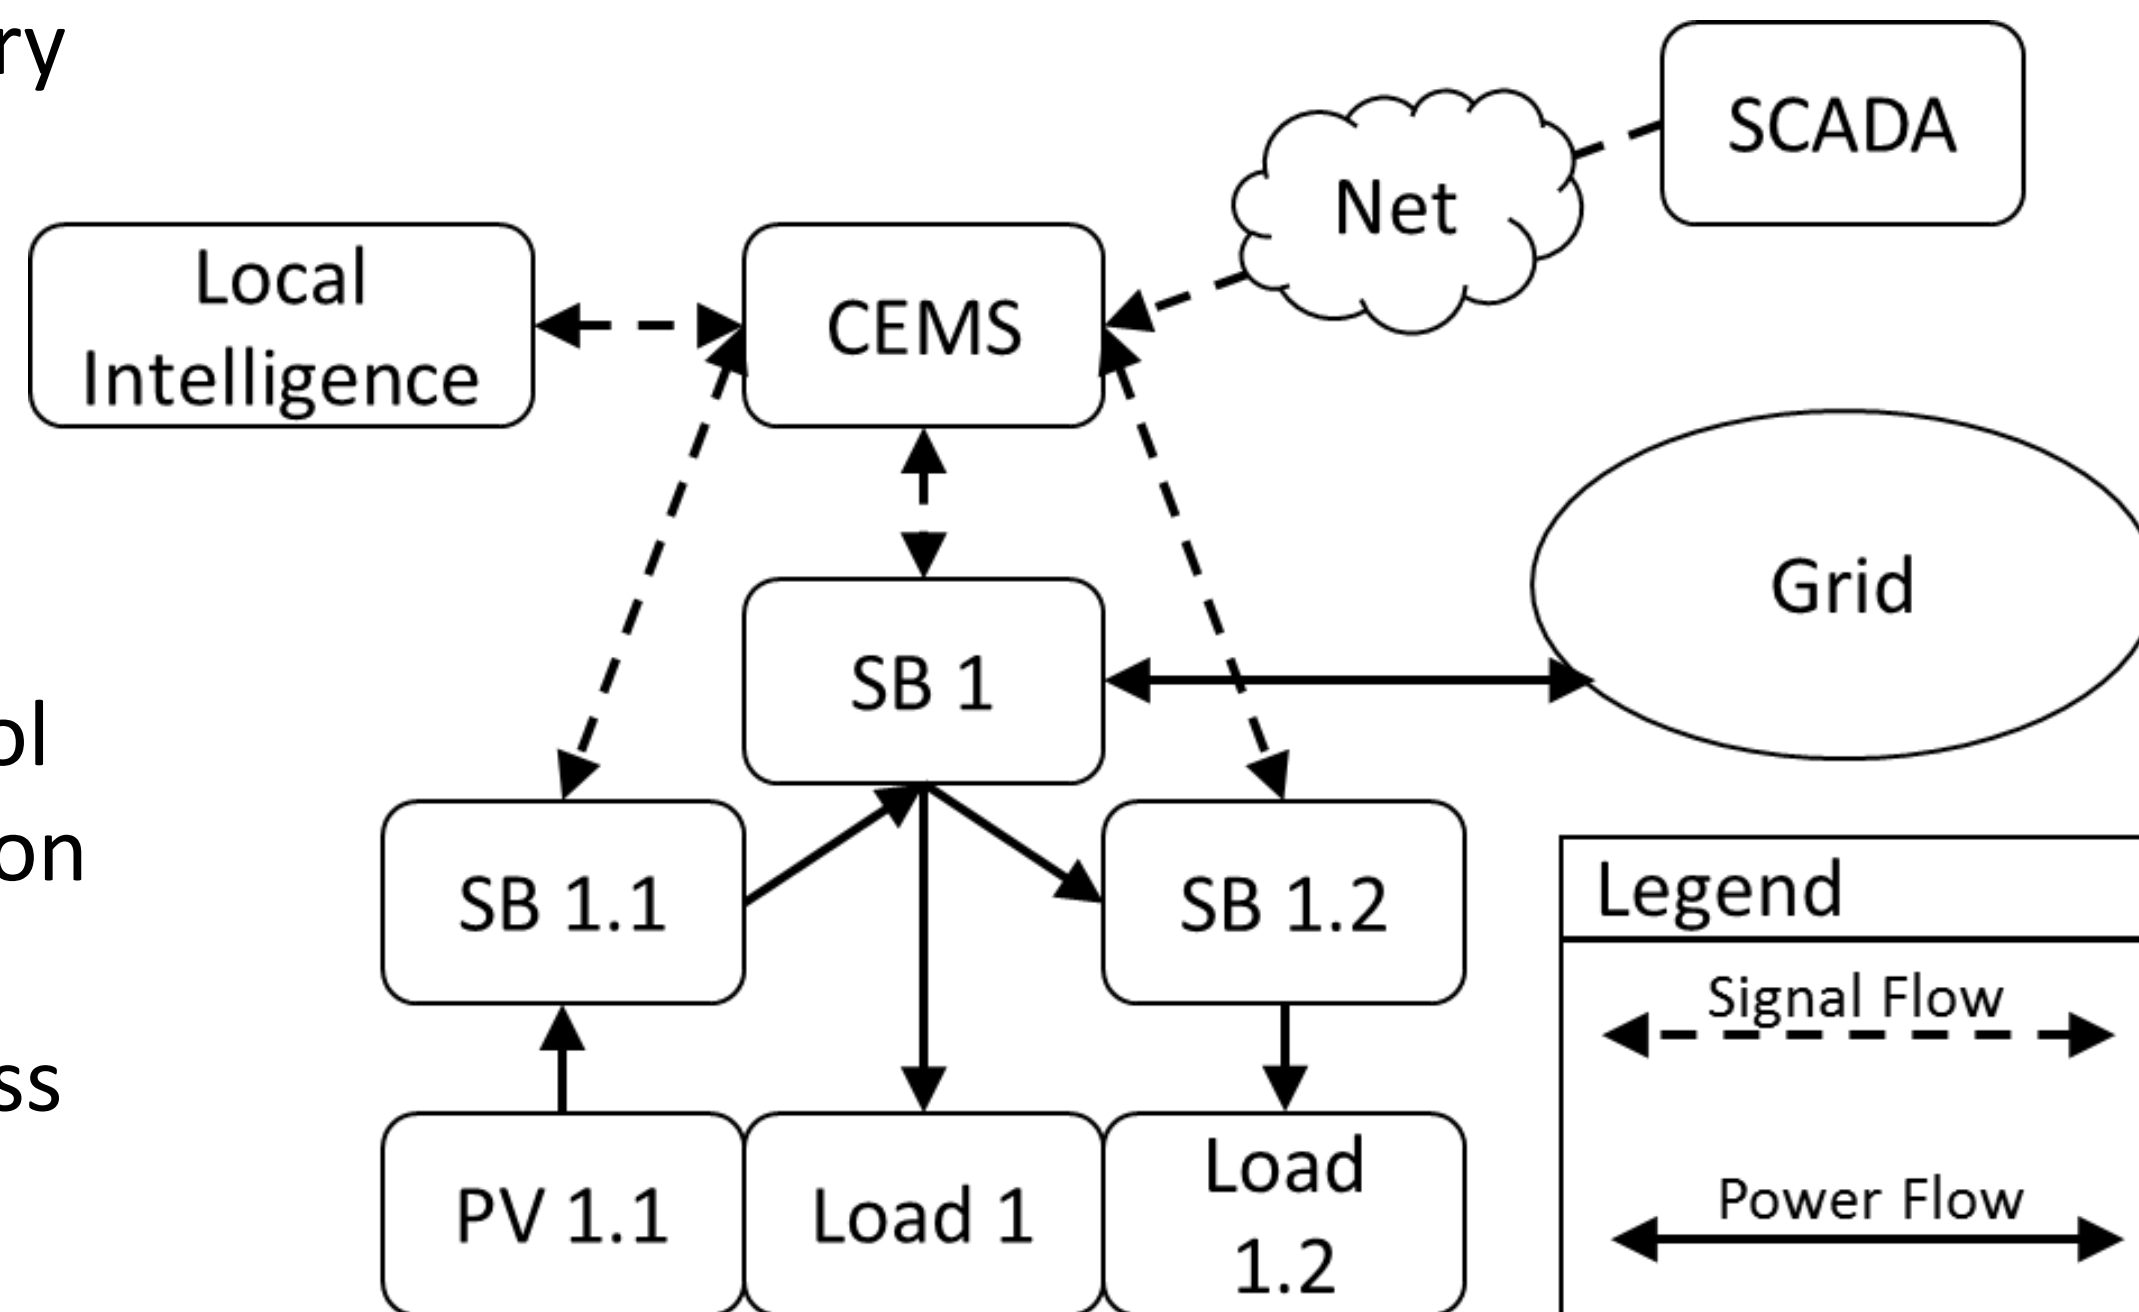 ry
SCADA
Net
Local
Intelligence
CEMS
Grid
SB 1
ol
on
SB 1.1
SB 1.2
Legend
Signal Flow
ss
PV 1.1
Load 1
Load
1.2
Power Flow